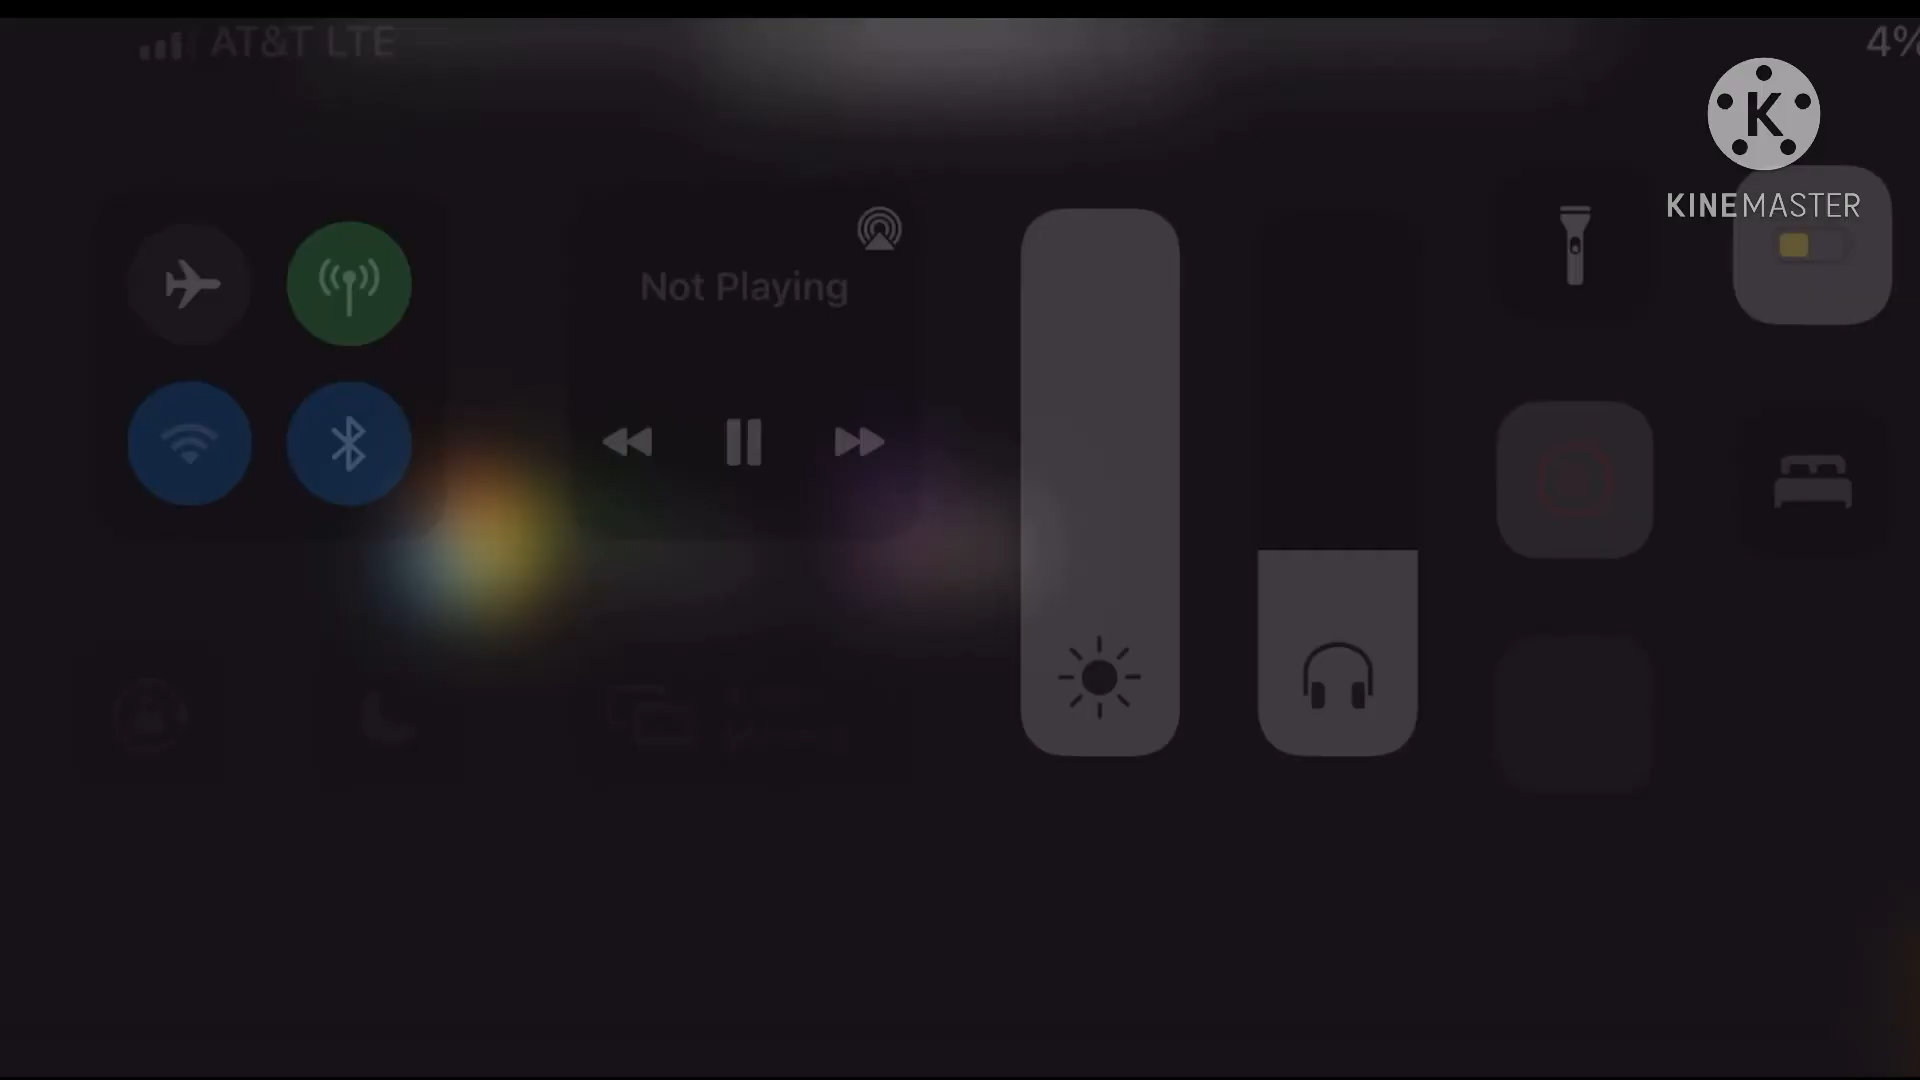 AT&T LTE
4%
K
KINEMASTER
Not Playing